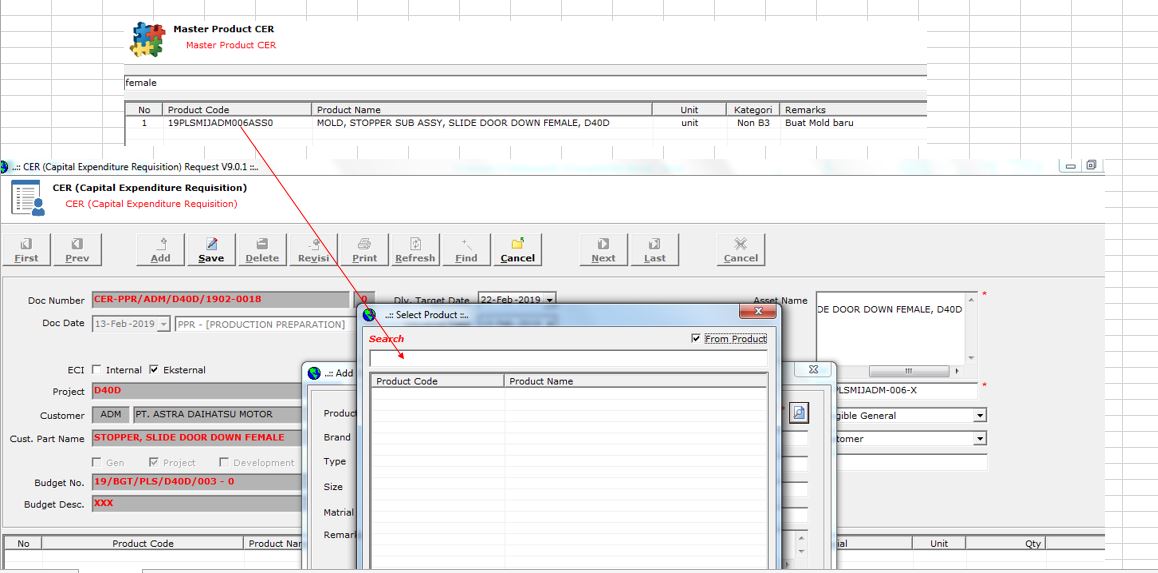 Master Product CER
Master Product CER
female
No Product Code Product Name Unit Kategori Remarks
1 19PLSMIJADM006ASS0 MOLD, STOPPER SUB ASSY, SLIDE DOOR DOWN FEMALE, D40D unit Non B3 Buat Mold baru
..:: CER (Capital Expenditure Requisition) Request V9.0.1 ::..
CER (Capital Expenditure Requisition)
CER (Capital Expenditure Requisition)
First Prev Add Save Delete Revisi Print Refresh Find Cancel Next Last Cancel
Doc Number CER-PPR/ADM/D40D/1902-0018 0 Dlv. Target Date 22-Feb-2019 Asset Name DE DOOR DOWN FEMALE, D40D *
Doc Date 13-Feb-2019 PPR - [PRODUCTION PREPARATION]
..:: Select Product ::..
Search From Product
ECI Internal Eksternal
..:: Add
Product Code Product Name
Project D40D PLSMIJADM-006-X *
Customer ADM PT. ASTRA DAIHATSU MOTOR Product gible General
Cust. Part Name STOPPER, SLIDE DOOR DOWN FEMALE Brand tomer
Gen Project Development Type
Budget No. 19/BGT/PLS/D40D/003 - 0 Size
Budget Desc. XXX Matrial
Remark
No Product Code Product Nam ial Unit Qty